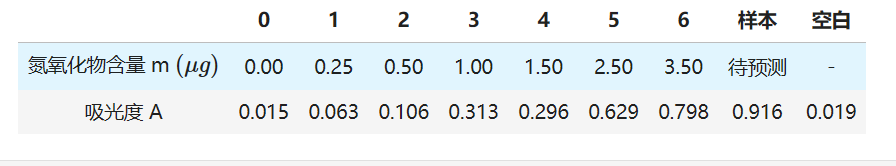 0 1 2 3 4 5 6 样本 空白
氮氧化物含量 m (μg) 0.00 0.25 0.50 1.00 1.50 2.50 3.50 待预测 -
吸光度 A 0.015 0.063 0.106 0.313 0.296 0.629 0.798 0.916 0.019